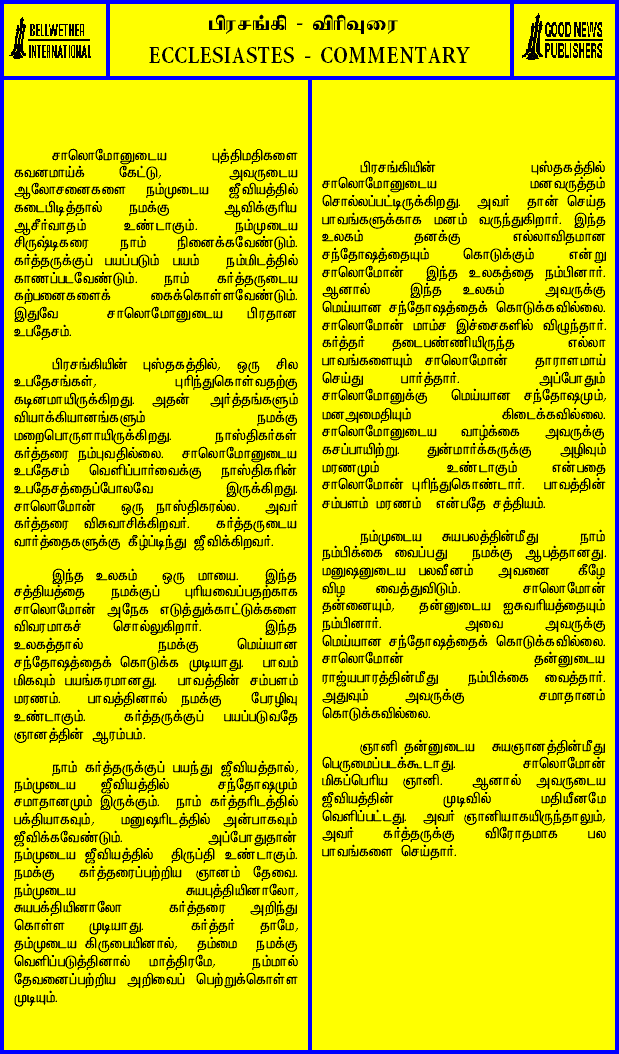 BELLWETHER
INTERNATIONAL
பிரசங்கி - விரிவுரை
ECCLESIASTES - COMMENTARY
GOOD NEWS
PUBLISHERS
சாலொமோனுடைய புத்திமதிகளை
கவனமாய்க் கேட்டு, அவருடைய
ஆலோசனைகளை நம்முடைய ஜீவியத்தில்
கடைபிடித்தால் நமக்கு ஆவிக்குரிய
ஆசீர்வாதம் உண்டாகும். நம்முடைய
சிருஷ்டிகரை நாம் நினைக்கவேண்டும்.
கர்த்தருக்குப் பயப்படும் பயம் நம்மிடத்தில்
காணப்படவேண்டும். நாம் கர்த்தருடைய
கற்பனைகளைக் கைக்கொள்ளவேண்டும்.
இதுவே சாலொமோனுடைய பிரதான
உபதேசம்.
பிரசங்கியின் புஸ்தகத்தில், ஒரு சில
உபதேசங்கள், புரிந்துகொள்வதற்கு
கடினமாயிருக்கிறது. அதன் அர்த்தங்களும்
வியாக்கியானங்களும் நமக்கு
மறைபொருளாயிருக்கிறது. நாஸ்திகர்கள்
கர்த்தரை நம்புவதில்லை. சாலொமோனுடைய
உபதேசம் வெளிப்பார்வைக்கு நாஸ்திகரின்
உபதேசத்தைப்போலவே இருக்கிறது.
சாலொமோன் ஒரு நாஸ்திகரல்ல. அவர்
கர்த்தரை விசுவாசிக்கிறவர். கர்த்தருடைய
வார்த்தைகளுக்கு கீழ்ப்டிந்து ஜீவிக்கிறவர்.
இந்த உலகம் ஒரு மாயை. இந்த
சத்தியத்தை நமக்குப் புரியவைப்பதற்காக
சாலொமோன் அநேக எடுத்துக்காட்டுக்களை
விவரமாகச் சொல்லுகிறார். இந்த
உலகத்தால் நமக்கு மெய்யான
சந்தோஷத்தைக் கொடுக்க முடியாது. பாவம்
மிகவும் பயங்கரமானது. பாவத்தின் சம்பளம்
மரணம். பாவத்தினால் நமக்கு பேரழிவு
உண்டாகும். கர்த்தருக்குப் பயப்படுவதே
ஞானத்தின் ஆரம்பம்.
நாம் கர்த்தருக்குப் பயந்து ஜீவியத்தால்,
நம்முடைய ஜீவியத்தில் சந்தோஷமும்
சமாதானமும் இருக்கும். நாம் கர்த்தரிடத்தில்
பக்தியாகவும், மனுஷரிடத்தில் அன்பாகவும்
ஜீவிக்கவேண்டும். அப்போதுதான்
நம்முடைய ஜீவியத்தில் திருப்தி உண்டாகும்.
நமக்கு கர்த்தரைப்பற்றிய ஞானம் தேவை.
நம்முடைய சுயபுத்தியினாலோ,
சுயபக்தியினாலோ கர்த்தரை அறிந்து
கொள்ள முடியாது. கர்த்தர் தாமே,
தம்முடைய கிருபையினால், தம்மை நமக்கு
வெளிப்படுத்தினால் மாத்திரமே, நம்மால்
தேவனைப்பற்றிய அறிவைப் பெற்றுக்கொள்ள
முடியும்.
பிரசங்கியின் புஸ்தகத்தில்
சாலொமோனுடைய மனவருத்தம்
சொல்லப்பட்டிருக்கிறது. அவர் தான் செய்த
பாவங்களுக்காக மனம் வருந்துகிறார். இந்த
உலகம் தனக்கு எல்லாவிதமான
சந்தோஷத்தையும் கொடுக்கும் என்று
சாலொமோன் இந்த உலகத்தை நம்பினார்.
ஆனால் இந்த உலகம் அவருக்கு
மெய்யான சந்தோஷத்தைக் கொடுக்கவில்லை.
சாலொமோன் மாம்ச இச்சைகளில் விழுந்தார்.
கர்த்தர் தடைபண்ணியிருந்த எல்லா
பாவங்களையும் சாலொமோன் தாராளமாய்
செய்து பார்த்தார். அப்போதும்
சாலொமோனுக்கு மெய்யான சந்தோஷமும்,
மனஅமைதியும் கிடைக்கவில்லை.
சாலொமோனுடைய வாழ்க்கை அவருக்கு
கசப்பாயிற்று. துன்மார்க்கருக்கு அழிவும்
மரணமும் உண்டாகும் என்பதை
சாலொமோன் புரிந்துகொண்டார். பாவத்தின்
சம்பளம் மரணம் என்பதே சத்தியம்.
நம்முடைய சுயபலத்தின்மீது நாம்
நம்பிக்கை வைப்பது நமக்கு ஆபத்தானது.
மனுஷனுடைய பலவீனம் அவனை கீழே
விழ வைத்துவிடும். சாலொமோன்
தன்னையும், தன்னுடைய ஐசுவரியத்தையும்
நம்பினார். அவை அவருக்கு
மெய்யான சந்தோஷத்தைக் கொடுக்கவில்லை.
சாலொமோன் தன்னுடைய
ராஜ்யபாரத்தின்மீது நம்பிக்கை வைத்தார்.
அதுவும் அவருக்கு சமாதானம்
கொடுக்கவில்லை.
ஞானி தன்னுடைய சுயஞானத்தின்மீது
பெருமைப்படக்கூடாது. சாலொமோன்
மிகப்பெரிய ஞானி. ஆனால் அவருடைய
ஜீவியத்தின் முடிவில் மதியீனமே
வெளிப்பட்டது. அவர் ஞானியாகயிருந்தாலும்,
அவர் கர்த்தருக்கு விரோதமாக பல
பாவங்களை செய்தார்.